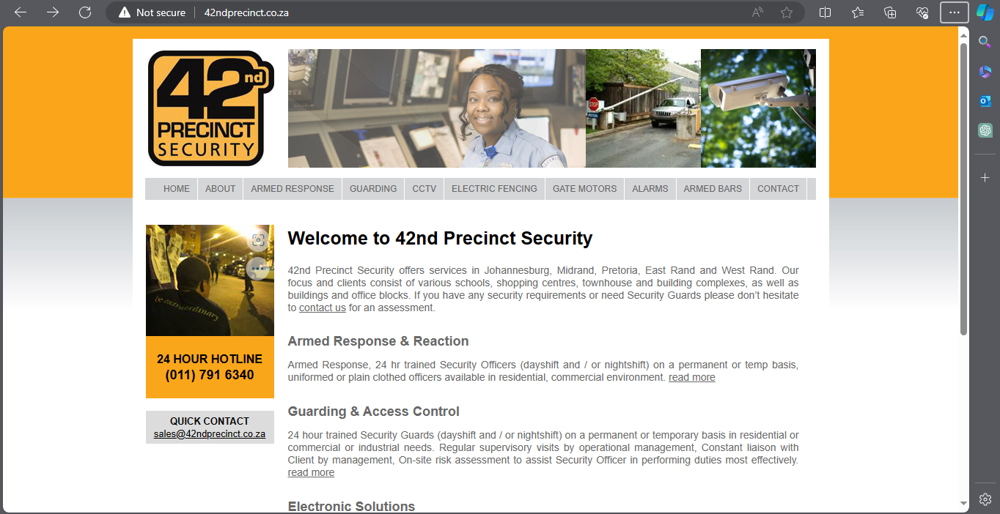 Not secure
42ndprecinct.co.za
42nd
PRECINCT
SECURITY
STOP
HOME ABOUT ARMED RESPONSE GUARDING CCTV ELECTRIC FENCING GATE MOTORS ALARMS ARMED BARS CONTACT
be extraordinary
24 HOUR HOTLINE
(011) 791 6340
QUICK CONTACT
sales@42ndprecinct.co.za
Welcome to 42nd Precinct Security
42nd Precinct Security offers services in Johannesburg, Midrand, Pretoria, East Rand and West Rand. Our
focus and clients consist of various schools, shopping centres, townhouse and building complexes, as well as
buildings and office blocks. If you have any security requirements or need Security Guards please don’t hesitate
to contact us for an assessment.
Armed Response & Reaction
Armed Response, 24 hr trained Security Officers (dayshift and / or nightshift) on a permanent or temp basis,
uniformed or plain clothed officers available in residential, commercial environment. read more
Guarding & Access Control
24 hour trained Security Guards (dayshift and / or nightshift) on a permanent or temporary basis in residential or
commercial or industrial needs. Regular supervisory visits by operational management, Constant liaison with
Client by management, On-site risk assessment to assist Security Officer in performing duties most effectively.
read more
Electronic Solutions